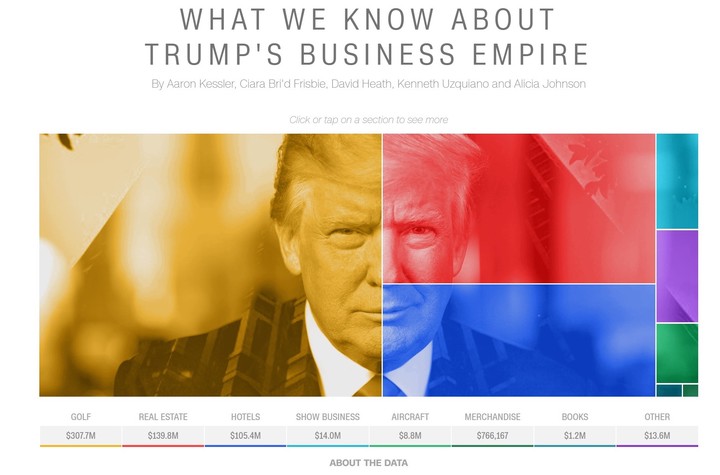 WHAT WE KNOW ABOUT
TRUMP'S BUSINESS EMPIRE
By Aaron Kessler, Ciara Bri'd Frisbie, David Heath, Kenneth Uzquiano and Alicia Johnson
Click or tap on a section to see more
GOLF REAL ESTATE HOTELS SHOW BUSINESS AIRCRAFT MERCHANDISE BOOKS OTHER
$307.7M $139.8M $105.4M $14.0M $8.8M $766,167 $1.2M $13.6M
ABOUT THE DATA